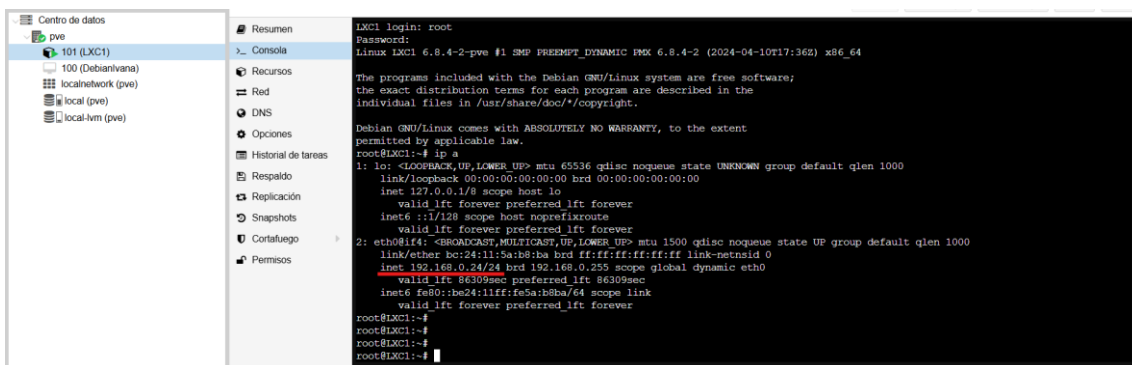 Centro de datos
pve
101 (LXC1)
100 (DebianIvana)
localnetwork (pve)
local (pve)
local-lvm (pve)
Resumen
Consola
Recursos
Red
DNS
Opciones
Historial de tareas
Respaldo
Replicación
Snapshots
Cortafuego
Permisos
LXC1 login: root
Password:
Linux LXC1 6.8.4-2-pve #1 SMP PREEMPT_DYNAMIC PMX 6.8.4-2 (2024-04-10T17:36Z) x86_64
The programs included with the Debian GNU/Linux system are free software;
the exact distribution terms for each program are described in the
individual files in /usr/share/doc/*/copyright.
Debian GNU/Linux comes with ABSOLUTELY NO WARRANTY, to the extent
permitted by applicable law.
root@LXC1:~# ip a
1: lo: <LOOPBACK,UP,LOWER_UP> mtu 65536 qdisc noqueue state UNKNOWN group default qlen 1000
link/loopback 00:00:00:00:00:00 brd 00:00:00:00:00:00
inet 127.0.0.1/8 scope host lo
valid_lft forever preferred_lft forever
inet6 ::1/128 scope host noprefixroute
valid_lft forever preferred_lft forever
2: eth0@if4: <BROADCAST,MULTICAST,UP,LOWER_UP> mtu 1500 qdisc noqueue state UP group default qlen 1000
link/ether bc:24:11:5a:b8:ba brd ff:ff:ff:ff:ff:ff link-netnsid 0
inet 192.168.0.24/24 brd 192.168.0.255 scope global dynamic eth0
valid_lft 86309sec preferred_lft 86309sec
inet6 fe80::be24:11ff:fe5a:b8ba/64 scope link
valid_lft forever preferred_lft forever
root@LXC1:~#
root@LXC1:~#
root@LXC1:~#
root@LXC1:~#